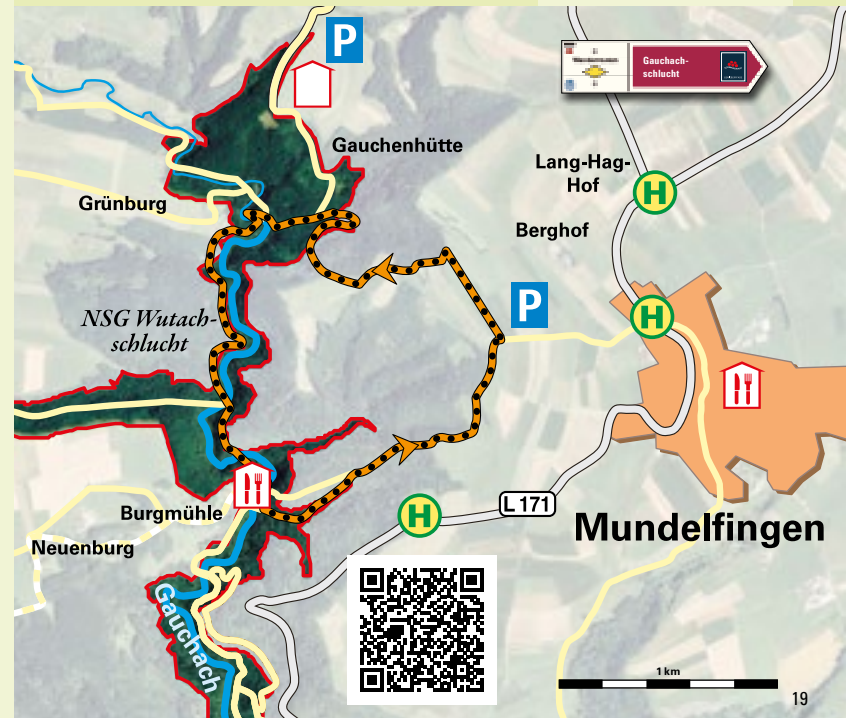 P
Gauchach-
schlucht
Gauchenhütte
Lang-Hag-
Hof
H
Grünburg
Berghof
NSG Wutach-
schlucht
P
H
L 171
Burgmühle
H
Mundelfingen
Neuenburg
Gauchach
1 km
19